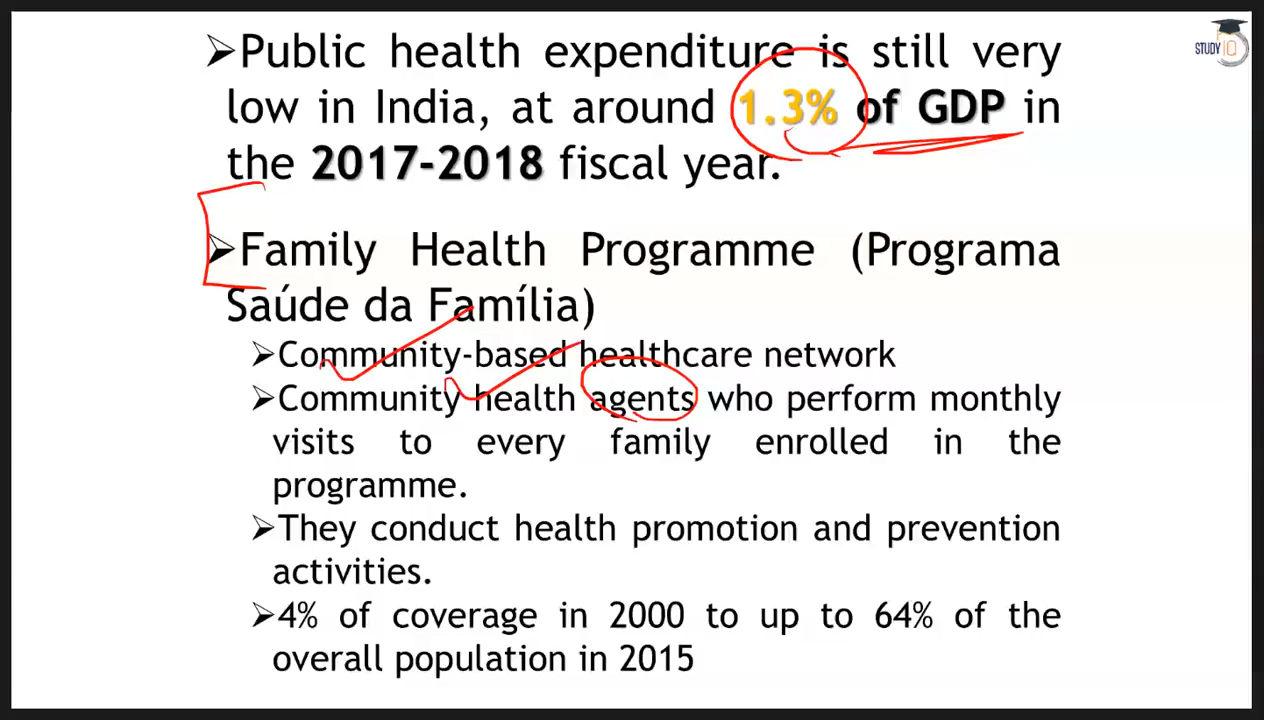 ➢Public health expenditure is still very
low in India, at around 1.3% of GDP in
the 2017-2018 fiscal year.
➢Family Health Programme (Programa
Saúde da Família)
➢Community-based healthcare network
➢Community health agents who perform monthly
visits to every family enrolled in the
programme.
➢They conduct health promotion and prevention
activities.
➢4% of coverage in 2000 to up to 64% of the
overall population in 2015
STUDY IQ